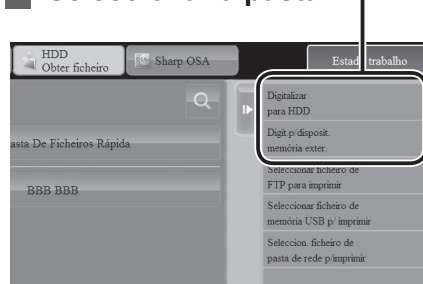 HDD
Obter ficheiro
Sharp OSA
Estado trabalho
Digitalizar
para HDD
Digit.p/disposit.
memória exter.
asta De Ficheiros Rápida
Seleccionar ficheiro de
FTP para imprimir
BBB BBB
Seleccionar ficheiro de
memória USB p/ imprimir
Seleccion. ficheiro de
pasta de rede p/imprimir